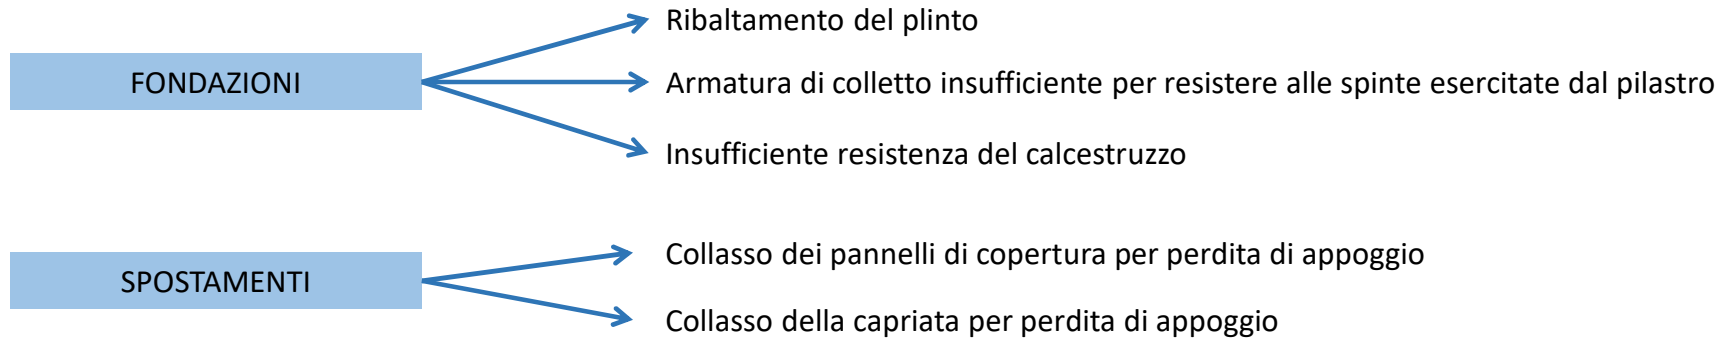 FONDAZIONI
Ribaltamento del plinto
Armatura di colletto insufficiente per resistere alle spinte esercitate dal pilastro
Insufficiente resistenza del calcestruzzo
SPOSTAMENTI
Collasso dei pannelli di copertura per perdita di appoggio
Collasso della capriata per perdita di appoggio